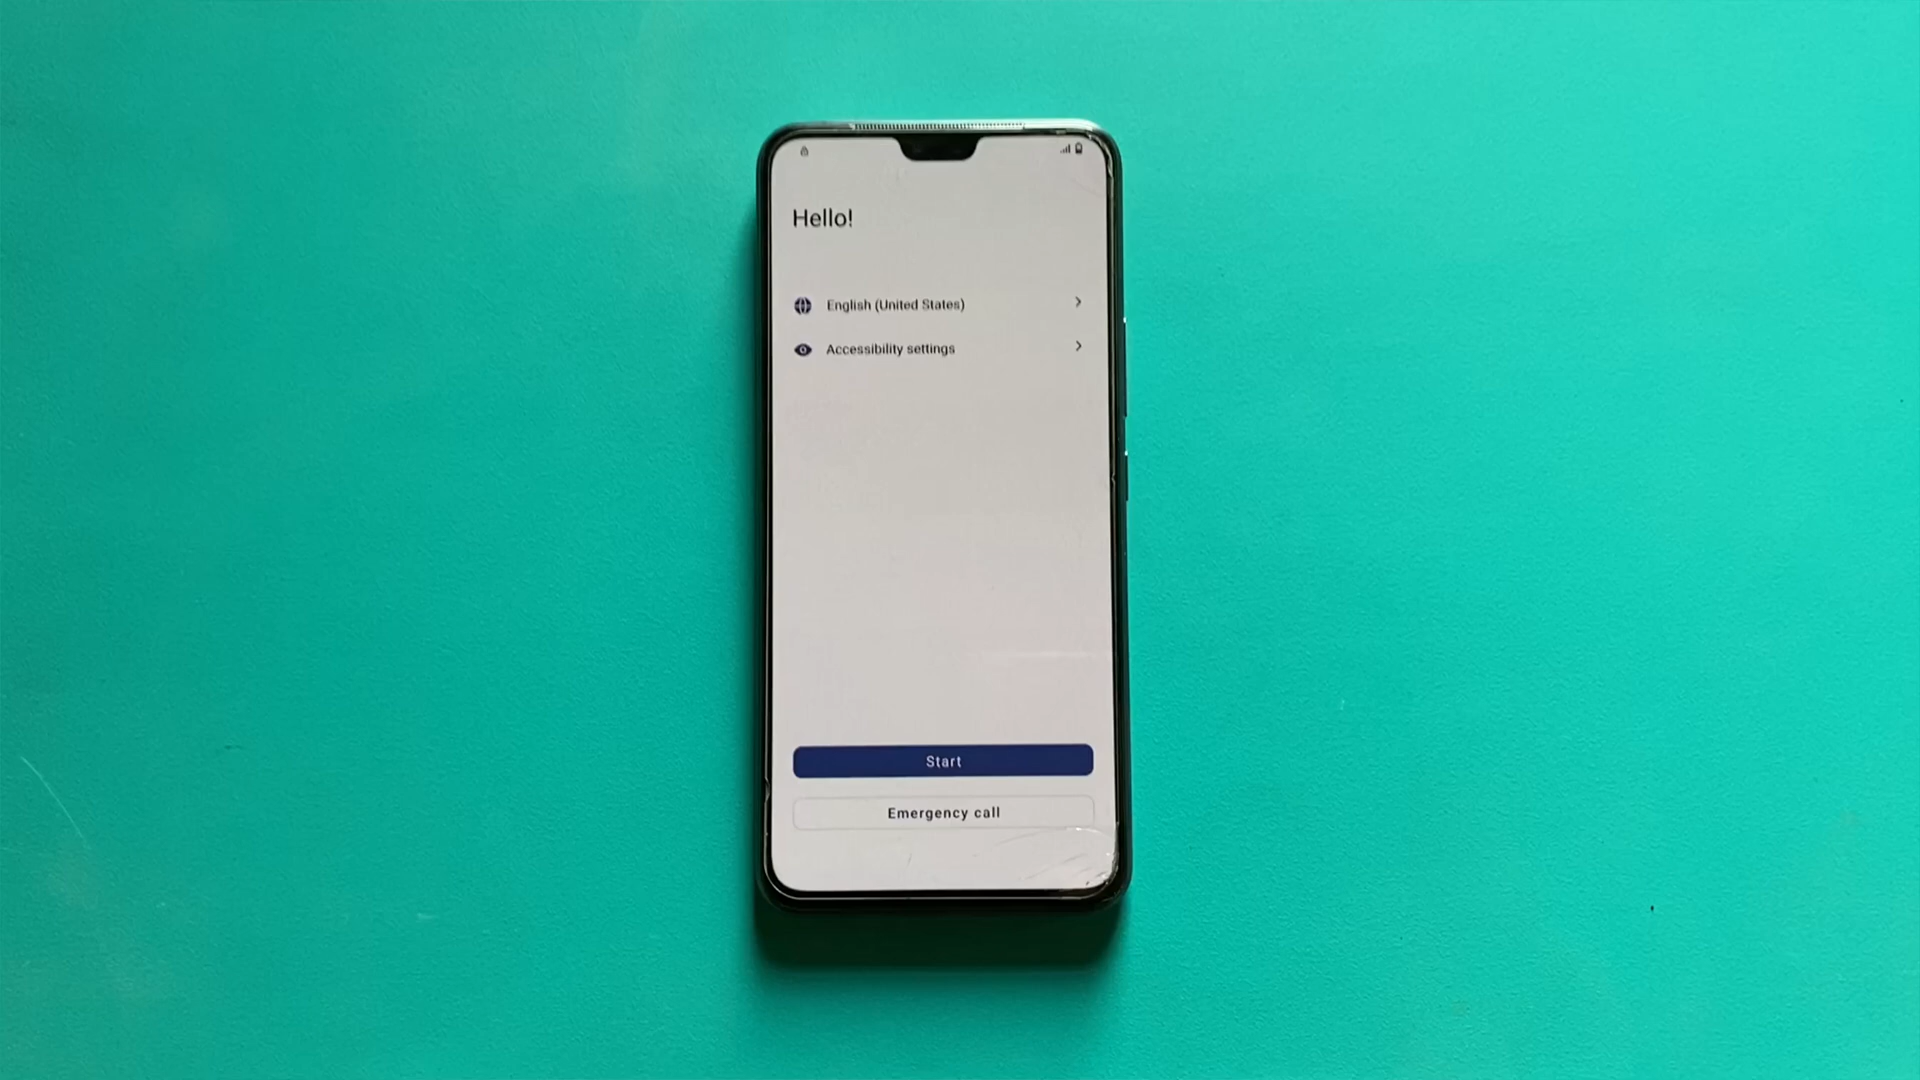 Hello!
English (United States)
Accessibility settings
Start
Emergency call